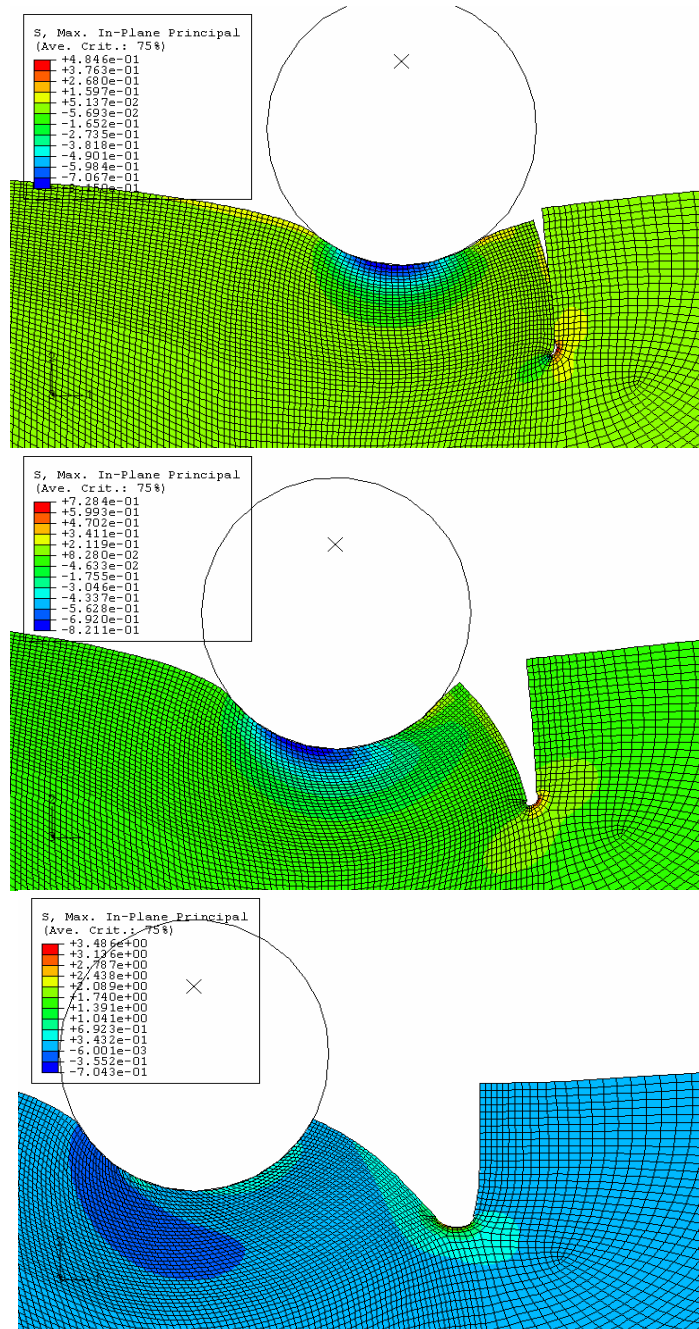 S, Max. In-Plane Principal
(Ave. Crit.: 75%)
+4.846e-01
+3.763e-01
+2.680e-01
+1.597e-01
+5.137e-02
-5.693e-02
-1.652e-01
-2.735e-01
-3.818e-01
-4.901e-01
-5.984e-01
-7.067e-01
S, Max. In-Plane Principal
(Ave. Crit.: 75%)
+7.284e-01
+5.993e-01
+4.702e-01
+3.411e-01
+2.119e-01
+8.280e-02
-4.633e-02
-1.755e-01
-3.046e-01
-4.337e-01
-5.628e-01
-6.920e-01
-8.211e-01
S, Max. In-Plane Principal
(Ave. Crit.: 75%)
+3.486e+00
+3.136e+00
+2.787e+00
+2.438e+00
+2.089e+00
+1.740e+00
+1.391e+00
+1.041e+00
+6.923e-01
+3.432e-01
-6.001e-03
-3.552e-01
-7.043e-01